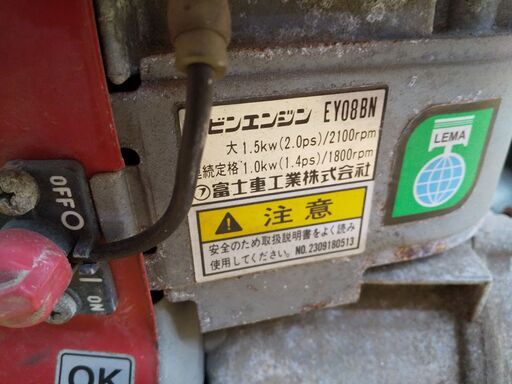 ビンエンジン EY08BN
大 1.5kw(2.0ps)/2100rpm
続定格 1.0kw(1.4ps)/1800rpm
富士重工業株式会社
注意
安全のため取扱説明書をよく読み
使用してください。 NO.2309180513
LEMA
OFF
ON
OK